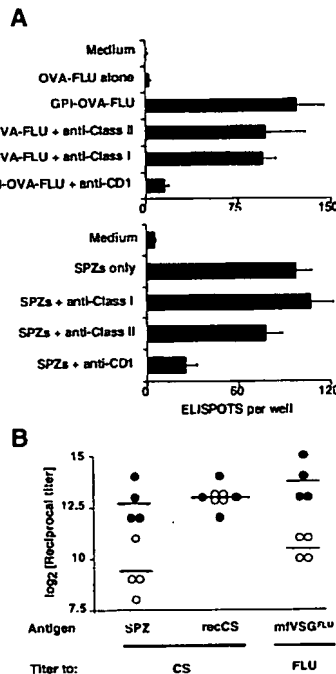 A
Medium
OVA-FLU alone
GPI-OVA-FLU
VA-FLU + anti-Class II
VA-FLU + anti-Class I
I-OVA-FLU + anti-CD1
0 75 150
Medium
SPZs only
SPZs + anti-Class I
SPZs + anti-Class II
SPZs + anti-CD1
0 60 120
ELISPOTS per well
B
log2 [Reciprocal titer]
15
12.5
10
7.5
Antigen SPZ recCS mfVSGFLU
Titer to: CS FLU